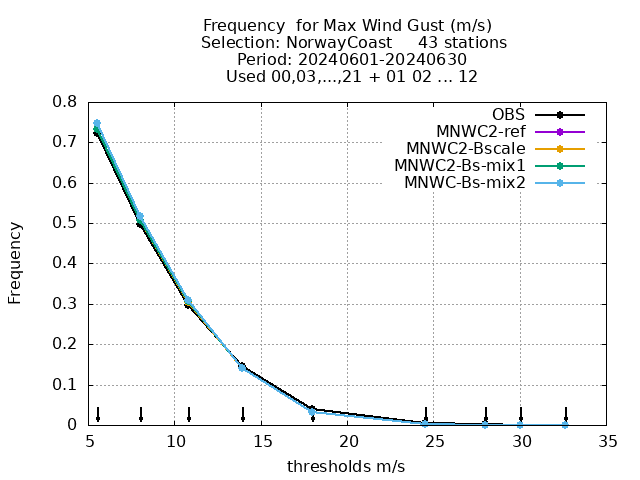 Frequency  for Max Wind Gust (m/s)
Selection: NorwayCoast     43 stations
Period: 20240601-20240630
Used 00,03,...,21 + 01 02 ... 12
OBS
MNWC2-ref
MNWC2-Bscale
MNWC2-Bs-mix1
MNWC-Bs-mix2
Frequency
0.8
0.7
0.6
0.5
0.4
0.3
0.2
0.1
0
5 10 15 20 25 30 35
thresholds m/s